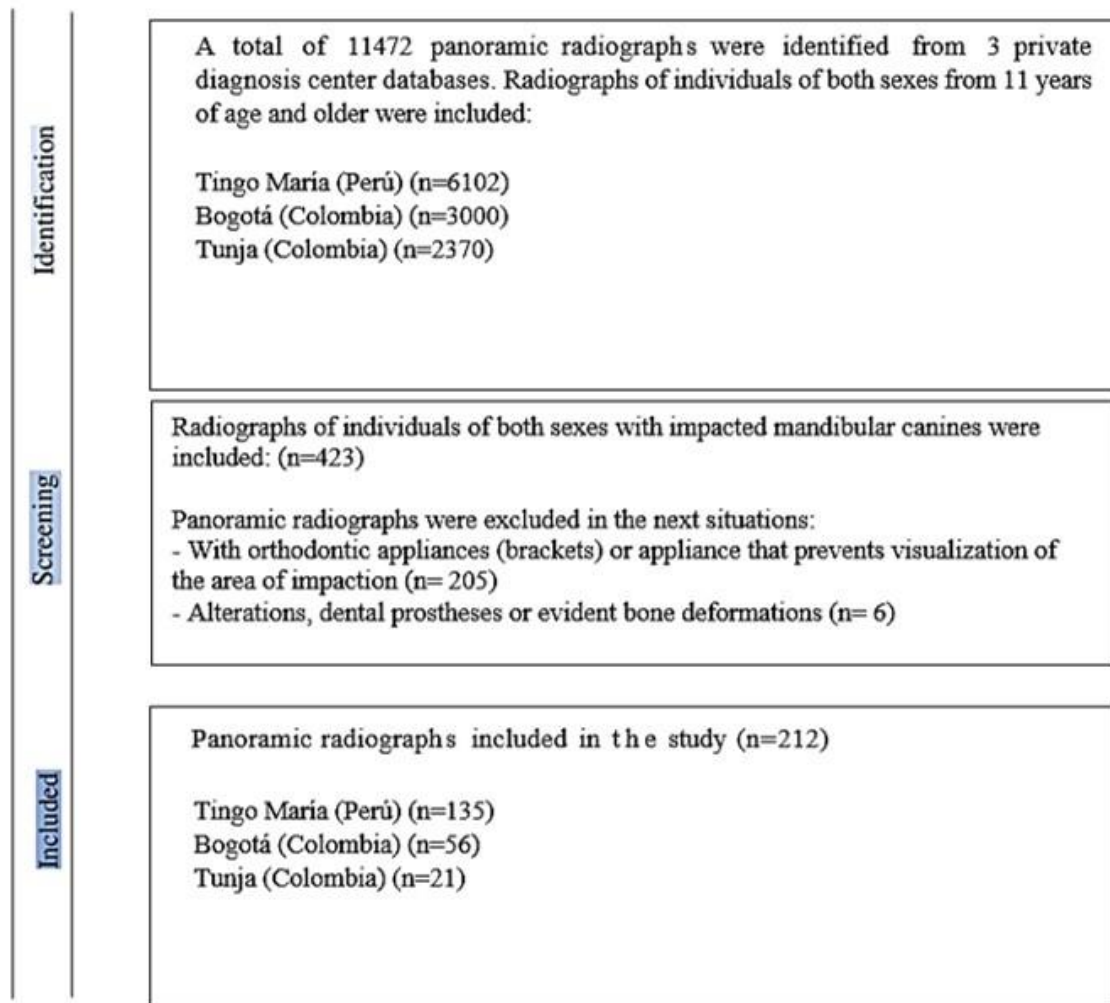 Identification
A total of 11472 panoramic radiographs were identified from 3 private
diagnosis center databases. Radiographs of individuals of both sexes from 11 years
of age and older were included:
Tingo María (Perú) (n=6102)
Bogotá (Colombia) (n=3000)
Tunja (Colombia) (n=2370)
Screening
Radiographs of individuals of both sexes with impacted mandibular canines were
included: (n=423)
Panoramic radiographs were excluded in the next situations:
- With orthodontic appliances (brackets) or appliance that prevents visualization of
the area of impaction (n= 205)
- Alterations, dental prostheses or evident bone deformations (n= 6)
Included
Panoramic radiographs included in the study (n=212)
Tingo María (Perú) (n=135)
Bogotá (Colombia) (n=56)
Tunja (Colombia) (n=21)